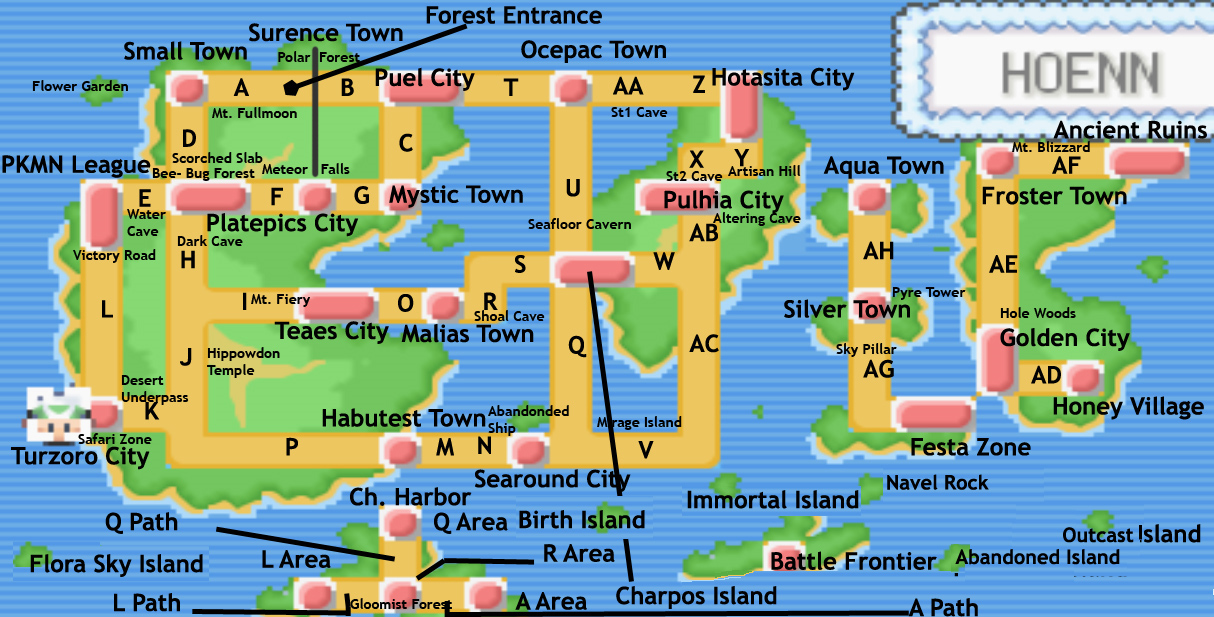 Forest Entrance
Surence Town
Small Town
Ocepac Town
Polar Forest
HOENN
Flower Garden
A
B
Puel City
T
AA
Z
Hotasita City
Mt. Fullmoon
St1 Cave
Ancient Ruins
D
C
Mt. Blizzard
PKMN League
Scorched Slab
X
Y
Aqua Town
AF
Bee- Bug Forest
Meteor Falls
St2 Cave
Artisan Hill
E
F
G
Mystic Town
U
Pulhia City
Froster Town
Water
Cave
Platepics City
Seafloor Cavern
Altering Cave
Dark Cave
AB
Victory Road
H
S
W
AH
AE
I
Mt. Fiery
O
R
Pyre Tower
L
Shoal Cave
Silver Town
Hole Woods
Teaes City
Malias Town
Golden City
J
Hippowdon
Temple
Q
AC
Sky Pillar
AG
AD
Desert
Underpass
K
Habutest Town
Abandonded
Ship
Mirage Island
Honey Village
Safari Zone
Turzoro City
P
M
N
V
Festa Zone
Searound City
Ch. Harbor
Immortal Island
Navel Rock
Q Path
Q Area
Birth Island
Outcast Island
Flora Sky Island
L Area
R Area
Battle Frontier
Abandoned Island
L Path
Gloomist Forest
A Area
Charpos Island
A Path